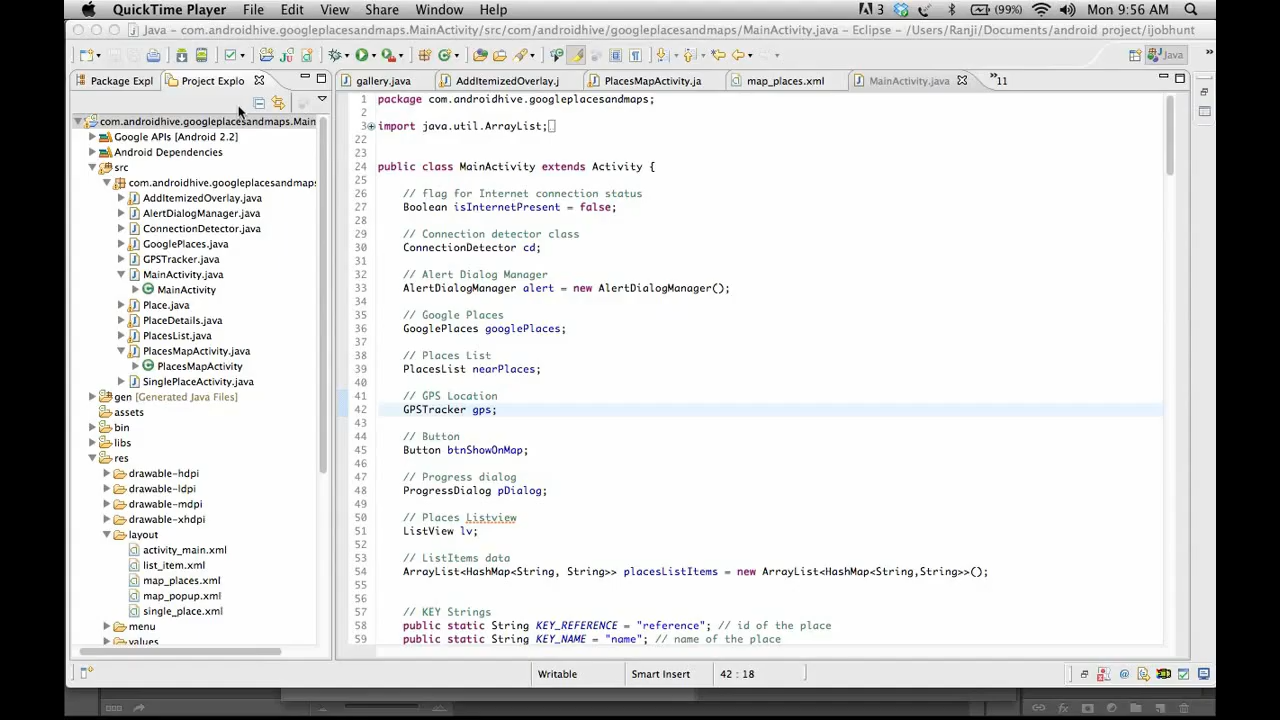 QuickTime Player File Edit View Share Window Help 3 (99%) Mon 9:56 AM
Java - com.androidhive.googleplacesandmaps.MainActivity/src/com/androidhive/googleplacesandmaps/MainActivity.java - Eclipse - /Users/Ranji/Documents/android project/ijobhunt
Java
Package Expl Project Explo gallery.java AddItemizedOverlay.j PlacesMapActivity.ja map_places.xml MainActivity.java »11
com.androidhive.googleplacesandmaps.Main
Google APIs [Android 2.2]
Android Dependencies
src
com.androidhive.googleplacesandmaps
AddItemizedOverlay.java
AlertDialogManager.java
ConnectionDetector.java
GooglePlaces.java
GPSTracker.java
MainActivity.java
MainActivity
Place.java
PlaceDetails.java
PlacesList.java
PlacesMapActivity.java
PlacesMapActivity
SinglePlaceActivity.java
gen [Generated Java Files]
assets
bin
libs
res
drawable-hdpi
drawable-ldpi
drawable-mdpi
drawable-xhdpi
layout
activity_main.xml
list_item.xml
map_places.xml
map_popup.xml
single_place.xml
menu
values
1 package com.androidhive.googleplacesandmaps;
2
3 import java.util.ArrayList;
22
23
24 public class MainActivity extends Activity {
25
26 // flag for Internet connection status
27 Boolean isInternetPresent = false;
28
29 // Connection detector class
30 ConnectionDetector cd;
31
32 // Alert Dialog Manager
33 AlertDialogManager alert = new AlertDialogManager();
34
35 // Google Places
36 GooglePlaces googlePlaces;
37
38 // Places List
39 PlacesList nearPlaces;
40
41 // GPS Location
42 GPSTracker gps;
43
44 // Button
45 Button btnShowOnMap;
46
47 // Progress dialog
48 ProgressDialog pDialog;
49
50 // Places Listview
51 ListView lv;
52
53 // ListItems data
54 ArrayList<HashMap<String, String>> placesListItems = new ArrayList<HashMap<String,String>>();
55
56
57 // KEY Strings
58 public static String KEY_REFERENCE = "reference"; // id of the place
59 public static String KEY_NAME = "name"; // name of the place
Writable Smart Insert 42 : 18